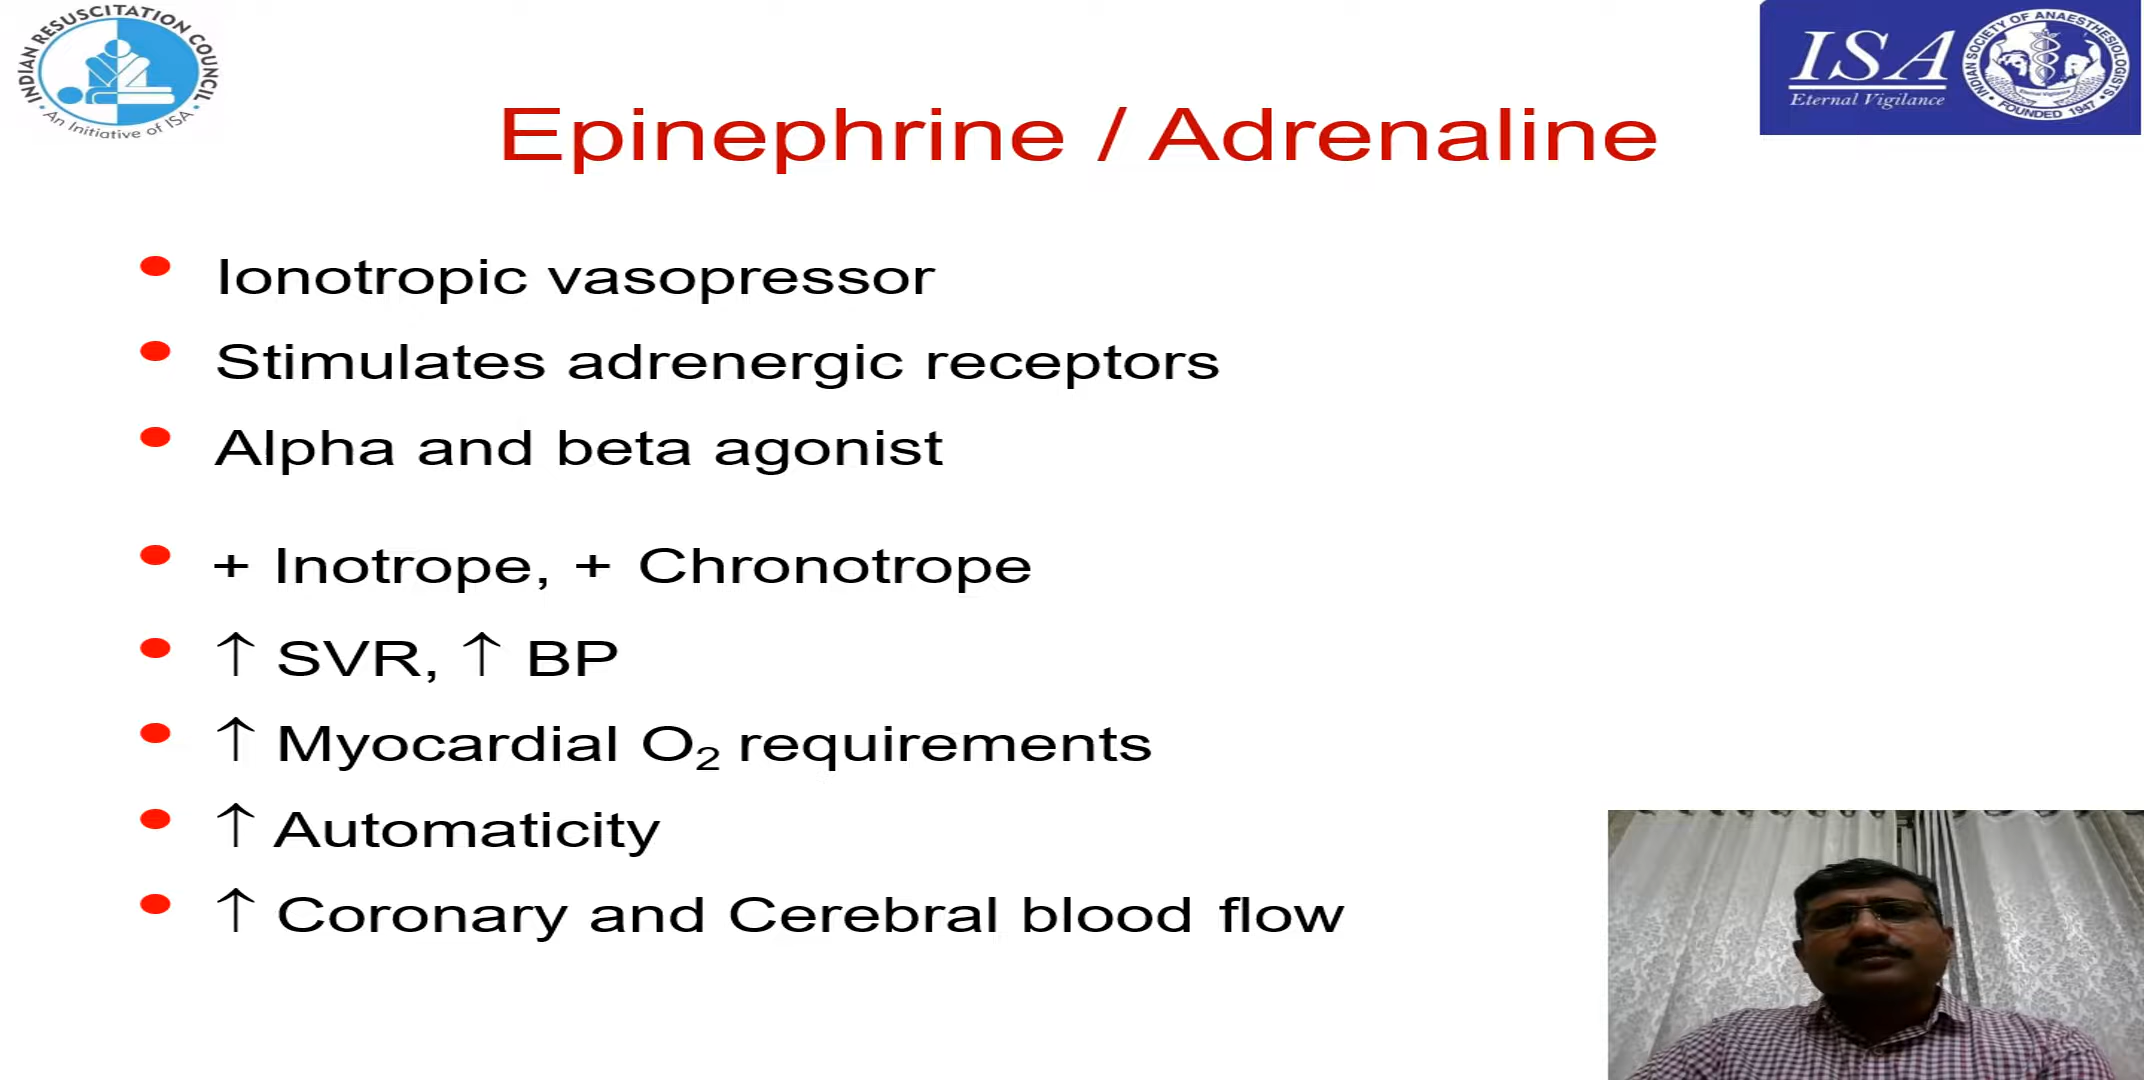 INDIAN RESUSCITATION COUNCIL
An Initiative of ISA
ISA
Eternal Vigilance
INDIAN SOCIETY OF ANAESTHESIOLOGISTS
Eternal Vigilance
FOUNDED 1947
Epinephrine / Adrenaline
• Ionotropic vasopressor
• Stimulates adrenergic receptors
• Alpha and beta agonist
• + Inotrope, + Chronotrope
• ↑ SVR, ↑ BP
• ↑ Myocardial O₂ requirements
• ↑ Automaticity
• ↑ Coronary and Cerebral blood flow